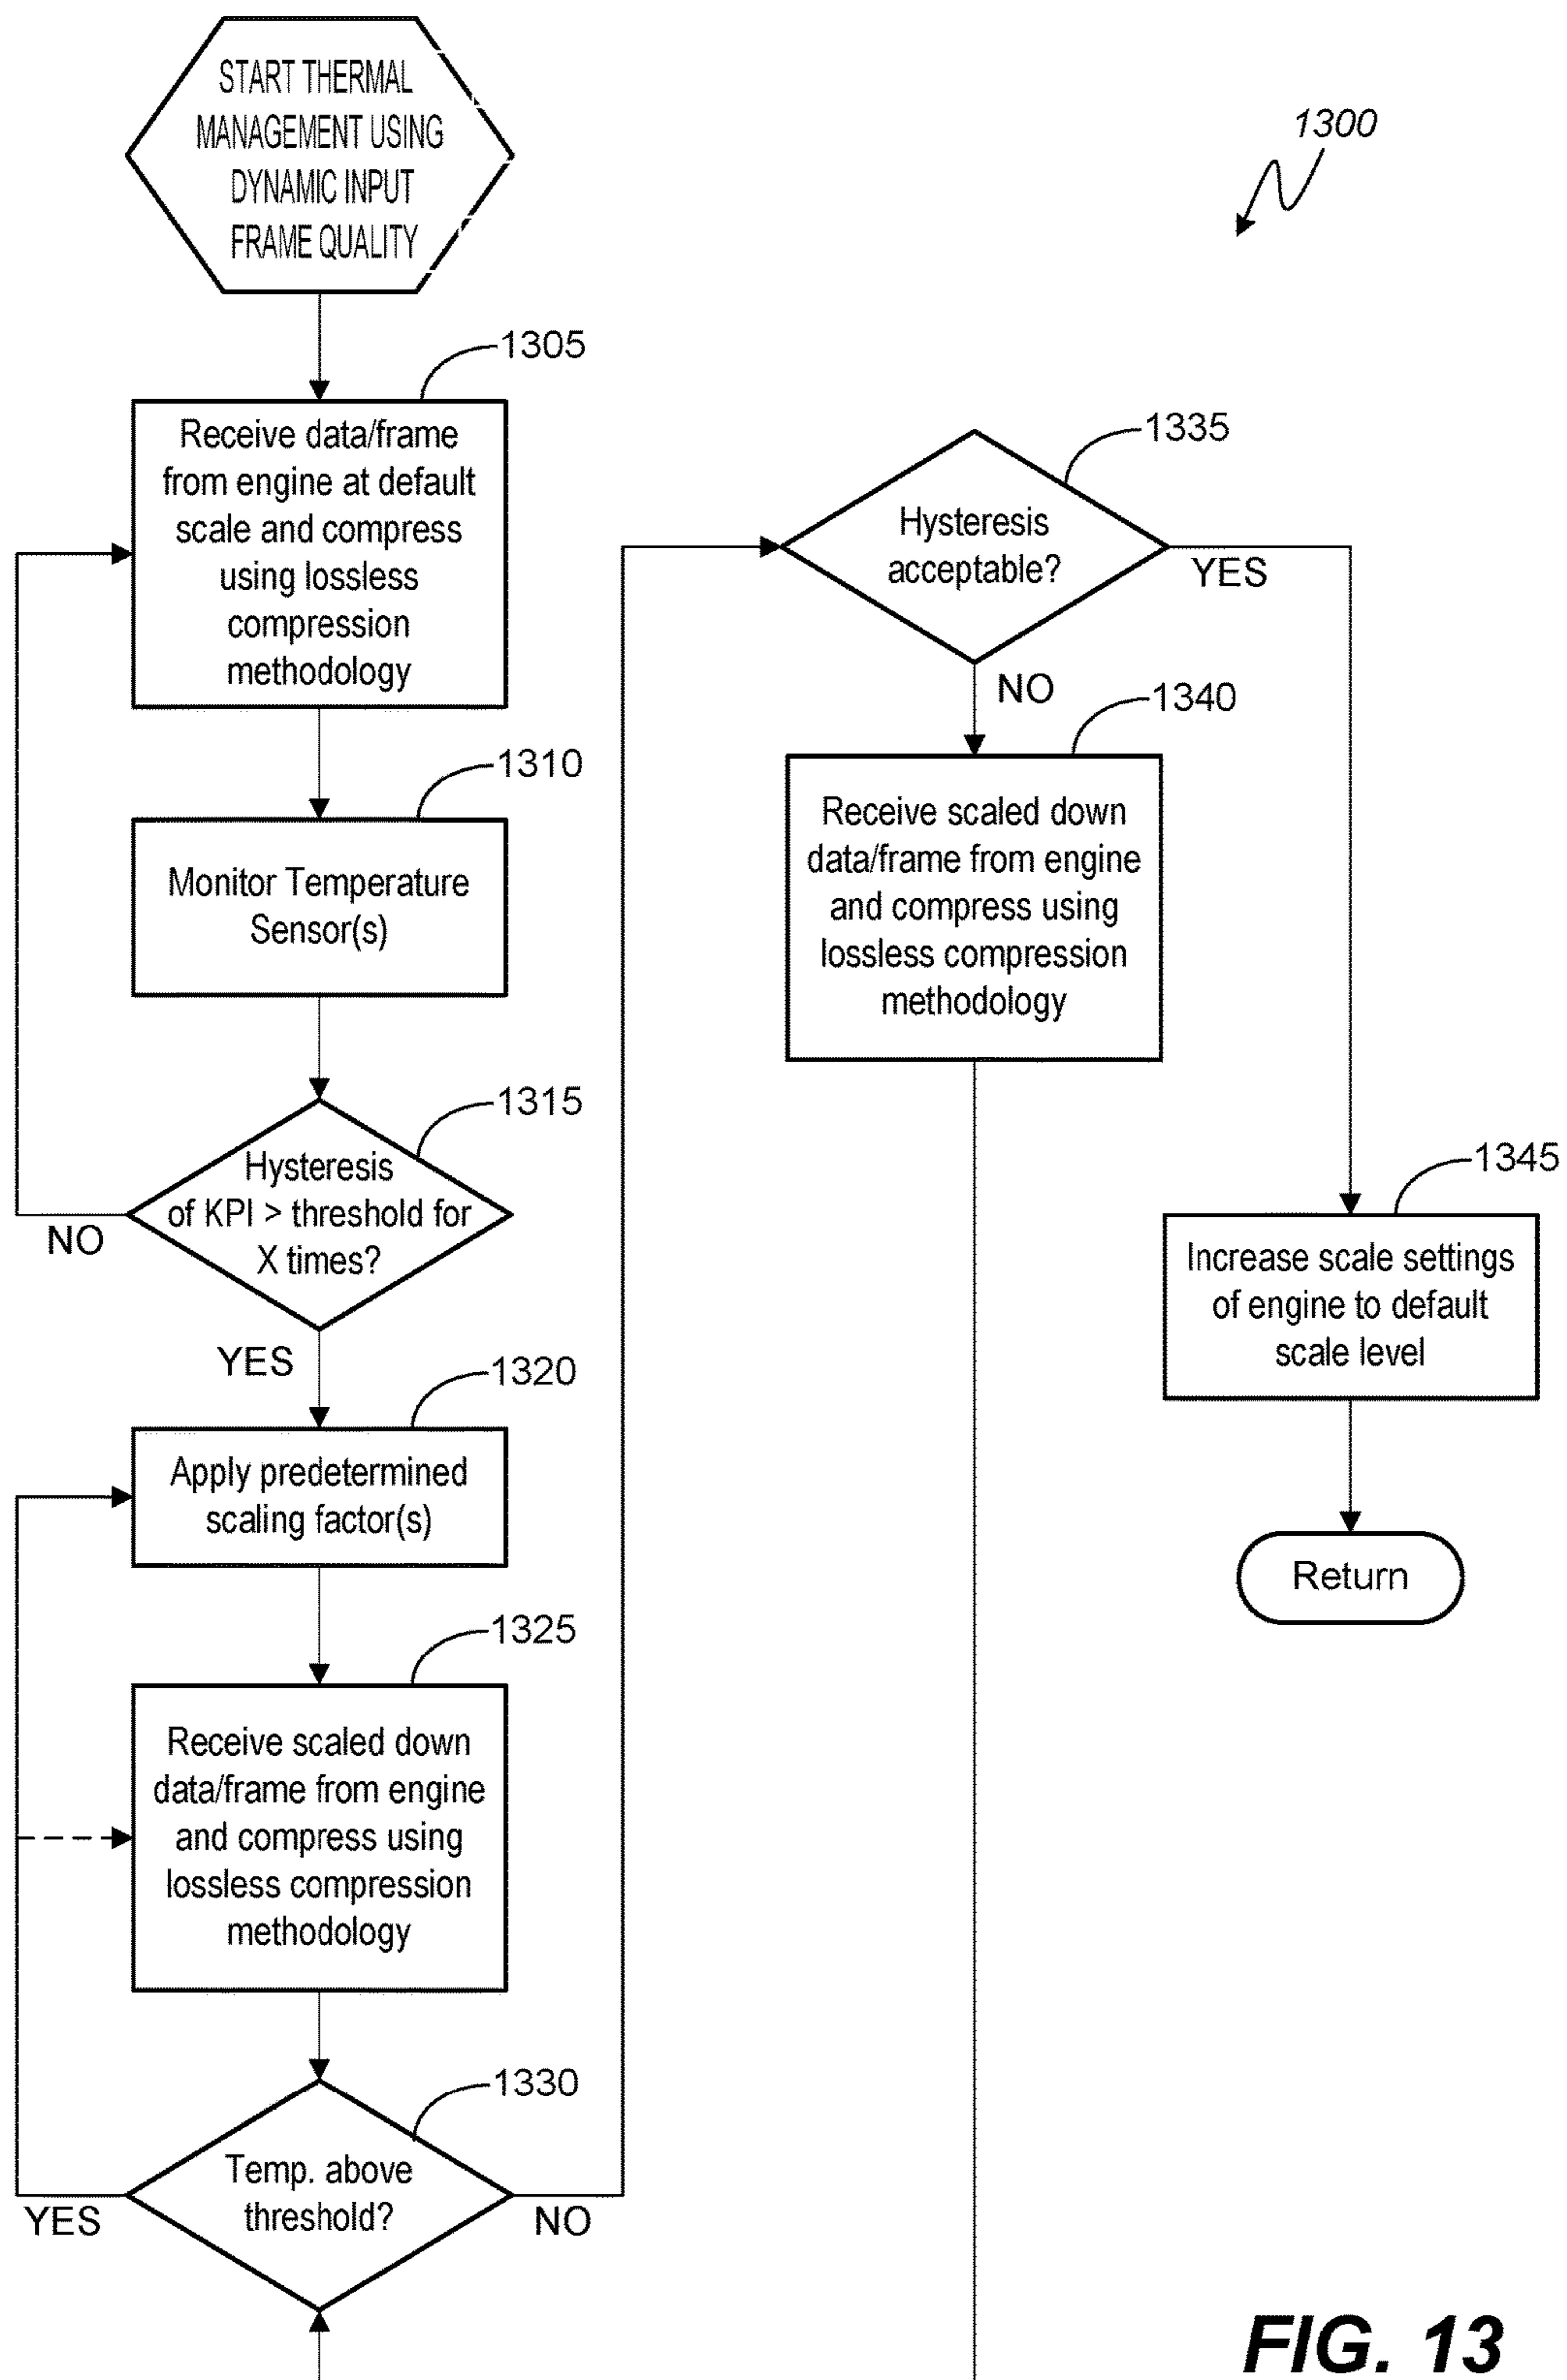 START THERMAL
MANAGEMENT USING
DYNAMIC INPUT
FRAME QUALITY
1300
1305
Receive data/frame
from engine at default
scale and compress
using lossless
compression
methodology
1310
Monitor Temperature
Sensor(s)
1315
Hysteresis
of KPI > threshold for
X times?
NO
YES
1320
Apply predetermined
scaling factor(s)
1325
Receive scaled down
data/frame from engine
and compress using
lossless compression
methodology
1330
Temp. above
threshold?
YES
NO
1335
Hysteresis
acceptable?
YES
NO
1340
Receive scaled down
data/frame from engine
and compress using
lossless compression
methodology
1345
Increase scale settings
of engine to default
scale level
Return
FIG. 13